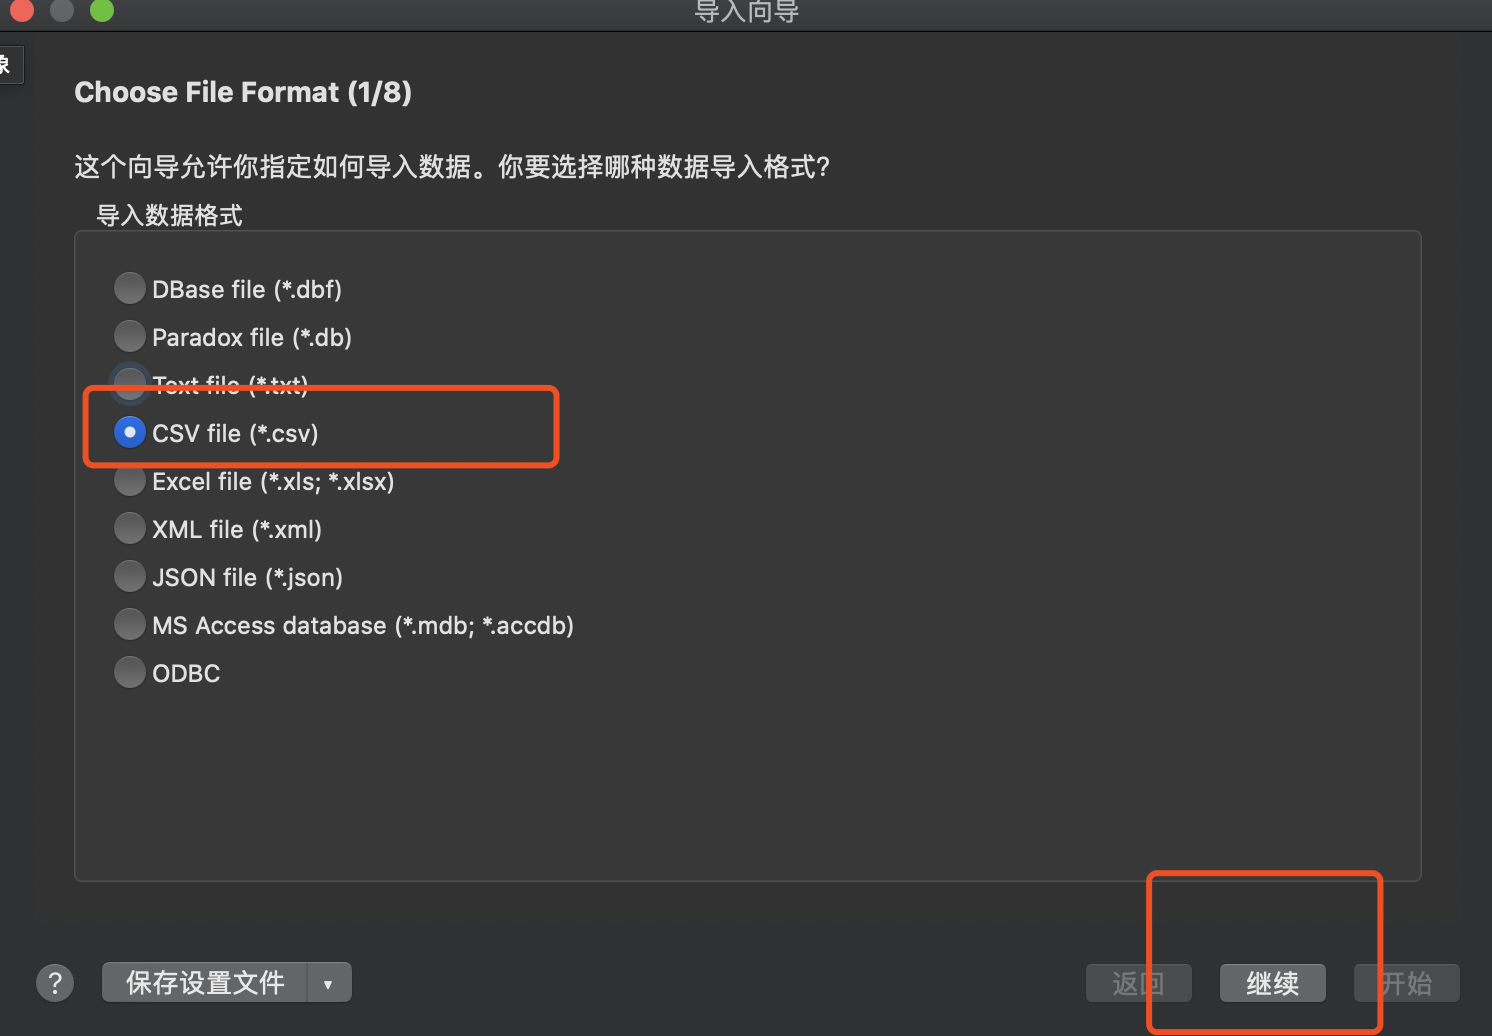 导入向导
象
Choose File Format (1/8)
这个向导允许你指定如何导入数据。你要选择哪种数据导入格式?
导入数据格式
DBase file (*.dbf)
Paradox file (*.db)
Text file (*.txt)
CSV file (*.csv)
Excel file (*.xls; *.xlsx)
XML file (*.xml)
JSON file (*.json)
MS Access database (*.mdb; *.accdb)
ODBC
? 保存设置文件 ▼ 返回 继续 开始